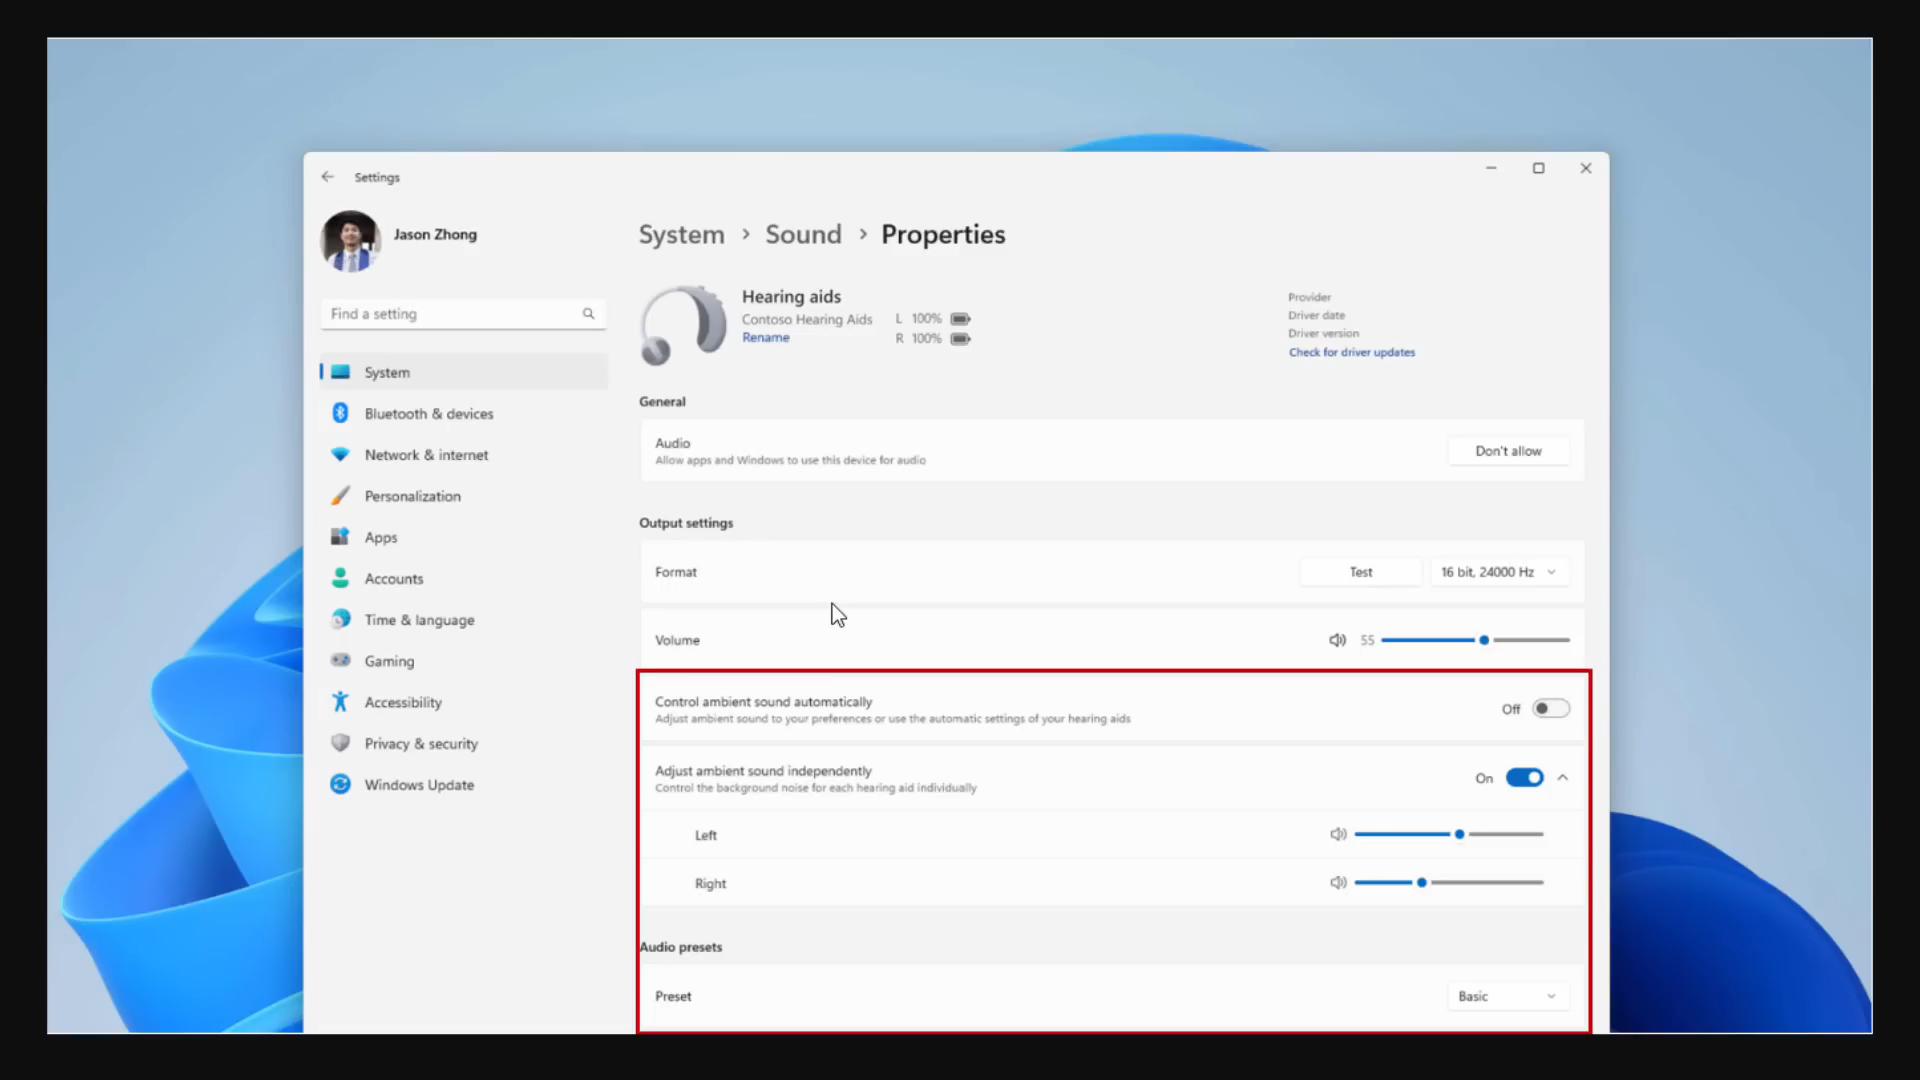 Settings
Jason Zhong
Find a setting
System
Bluetooth & devices
Network & internet
Personalization
Apps
Accounts
Time & language
Gaming
Accessibility
Privacy & security
Windows Update
System > Sound > Properties
Hearing aids
Contoso Hearing Aids
Rename
L 100%
R 100%
Provider
Driver date
Driver version
Check for driver updates
General
Audio
Allow apps and Windows to use this device for audio
Don't allow
Output settings
Format
Test
16 bit, 24000 Hz
Volume
55
Control ambient sound automatically
Adjust ambient sound to your preferences or use the automatic settings of your hearing aids
Off
Adjust ambient sound independently
Control the background noise for each hearing aid individually
On
Left
Right
Audio presets
Preset
Basic